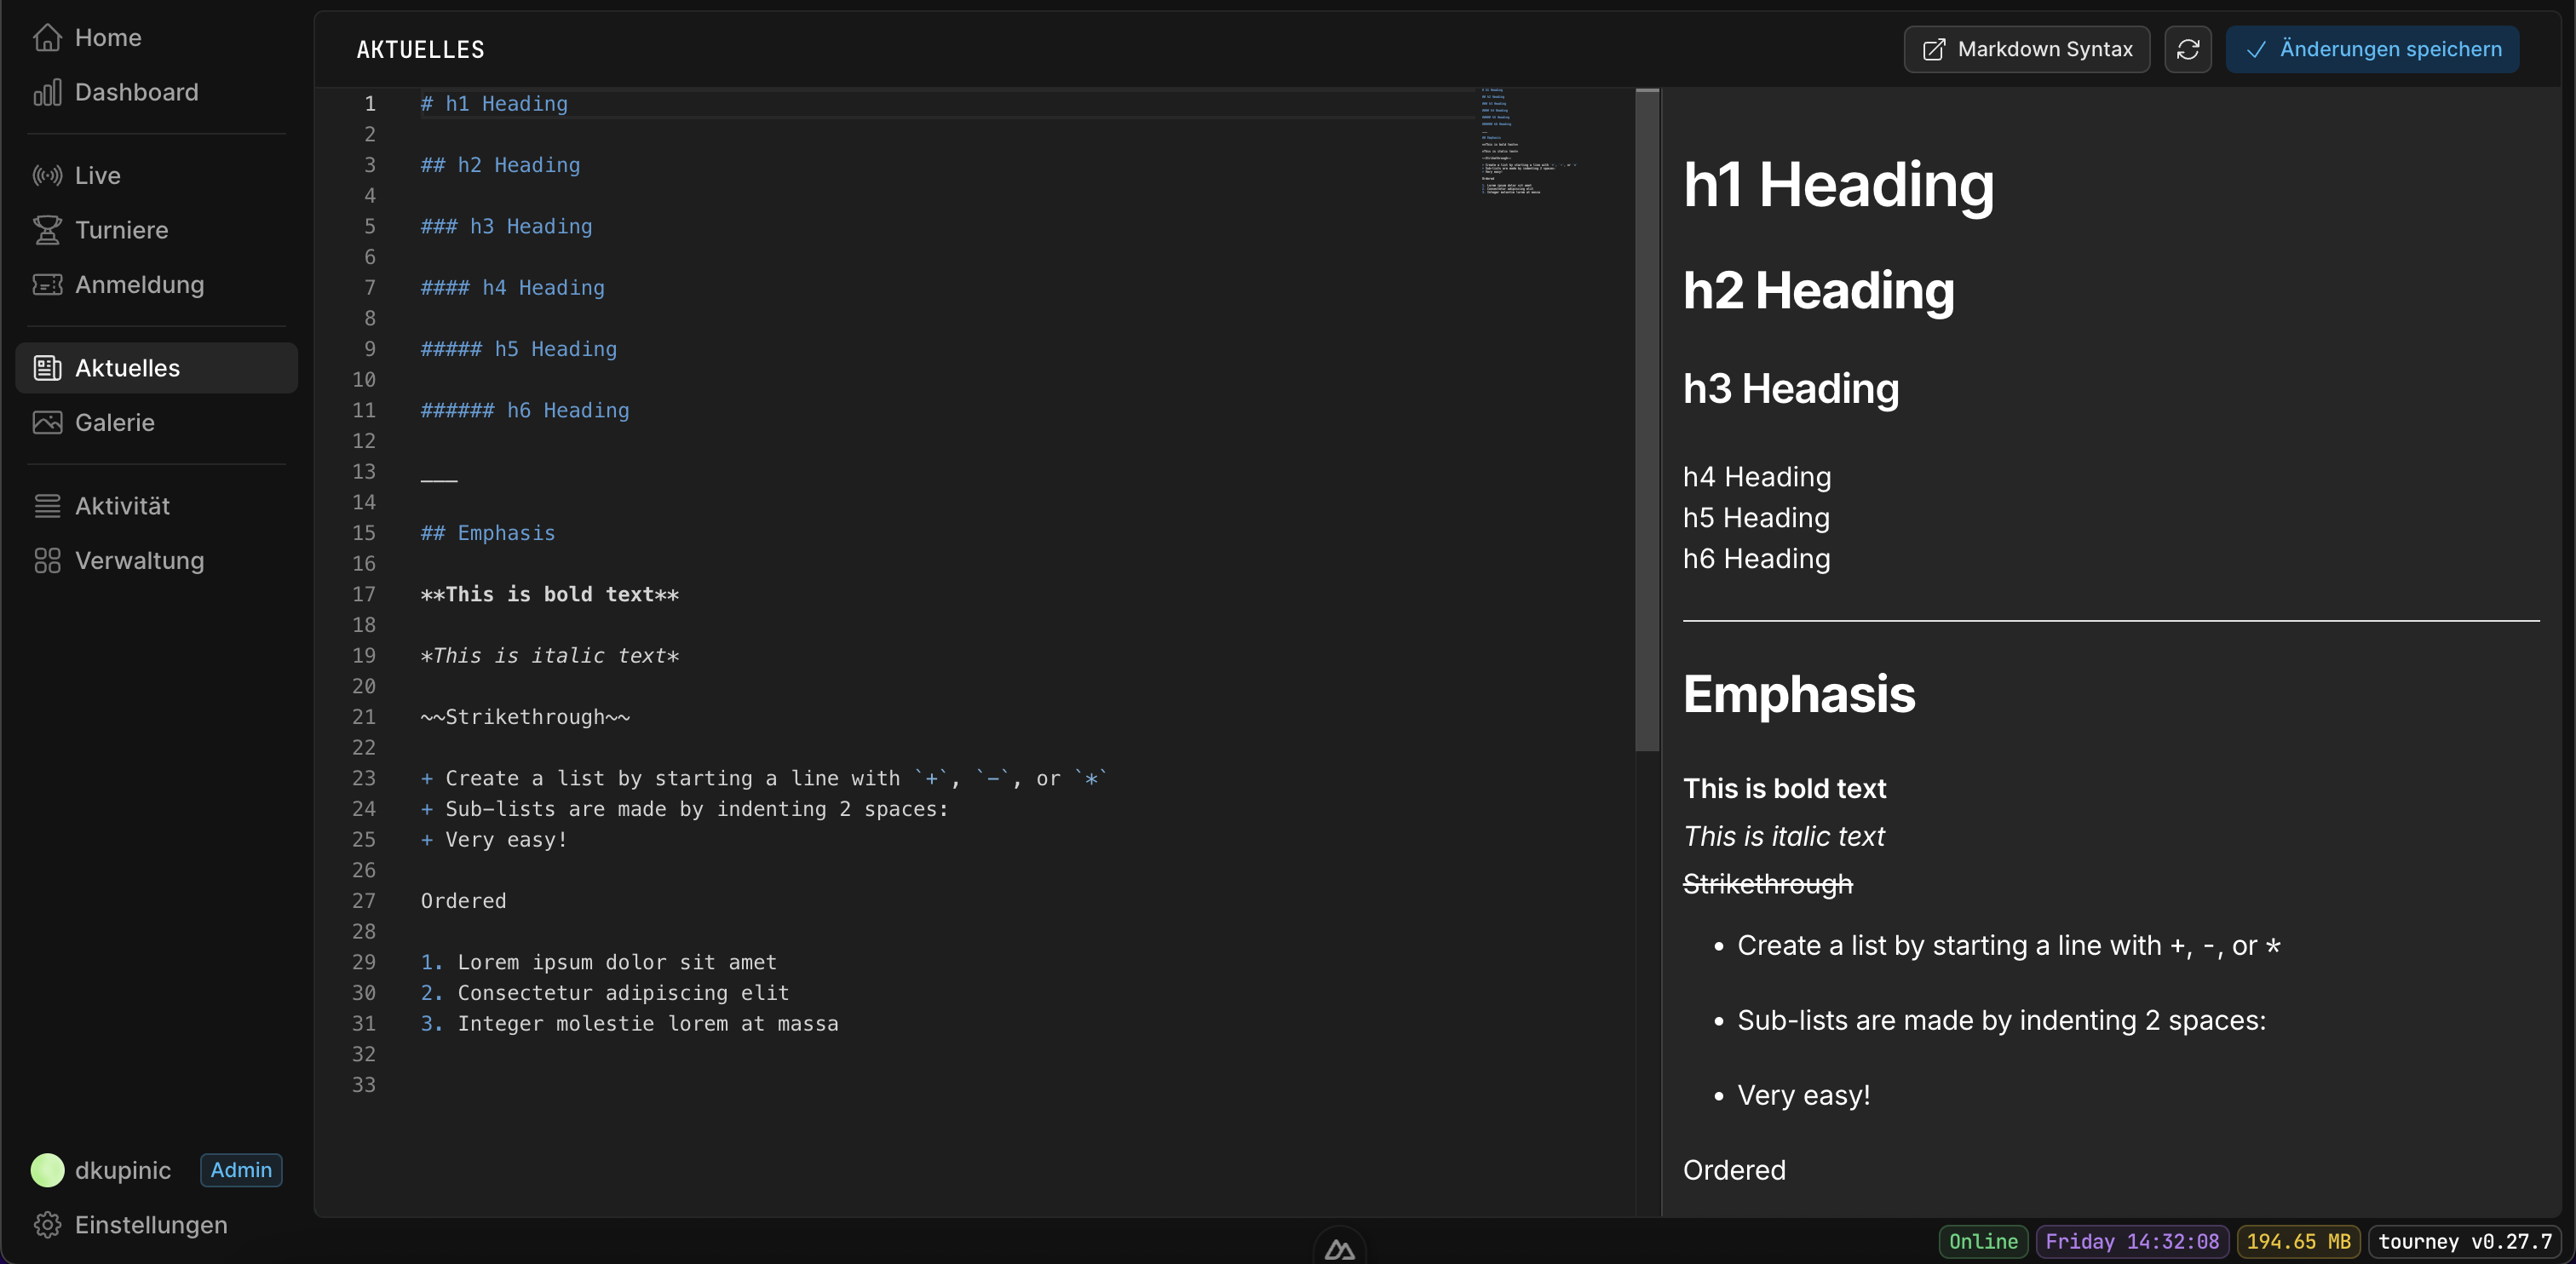 Home
Dashboard
Live
Turniere
Anmeldung
Aktuelles
Galerie
Aktivität
Verwaltung
dkupinic Admin
Einstellungen
AKTUELLES
Markdown Syntax
Änderungen speichern
1 # h1 Heading
2
3 ## h2 Heading
4
5 ### h3 Heading
6
7 #### h4 Heading
8
9 ##### h5 Heading
10
11 ###### h6 Heading
12
13 ___
14
15 ## Emphasis
16
17 **This is bold text**
18
19 *This is italic text*
20
21 ~~Strikethrough~~
22
23 + Create a list by starting a line with `+`, `-`, or `*`
24 + Sub-lists are made by indenting 2 spaces:
25 + Very easy!
26
27 Ordered
28
29 1. Lorem ipsum dolor sit amet
30 2. Consectetur adipiscing elit
31 3. Integer molestie lorem at massa
32
33
h1 Heading
h2 Heading
h3 Heading
h4 Heading
h5 Heading
h6 Heading
Emphasis
This is bold text
This is italic text
Strikethrough
• Create a list by starting a line with +, -, or *
• Sub-lists are made by indenting 2 spaces:
• Very easy!
Ordered
Online
Friday 14:32:08
194.65 MB
tourney v0.27.7